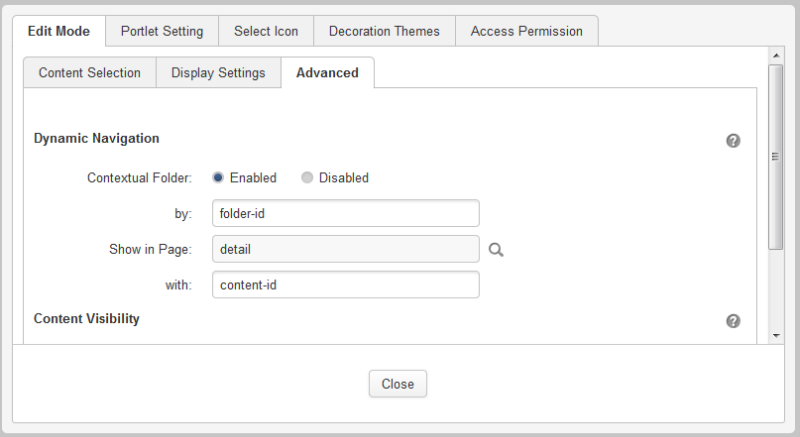 Edit Mode Portlet Setting Select Icon Decoration Themes Access Permission
Content Selection Display Settings Advanced
Dynamic Navigation ?
Contextual Folder: Enabled Disabled
by: folder-id
Show in Page: detail
with: content-id
Content Visibility ?
Close